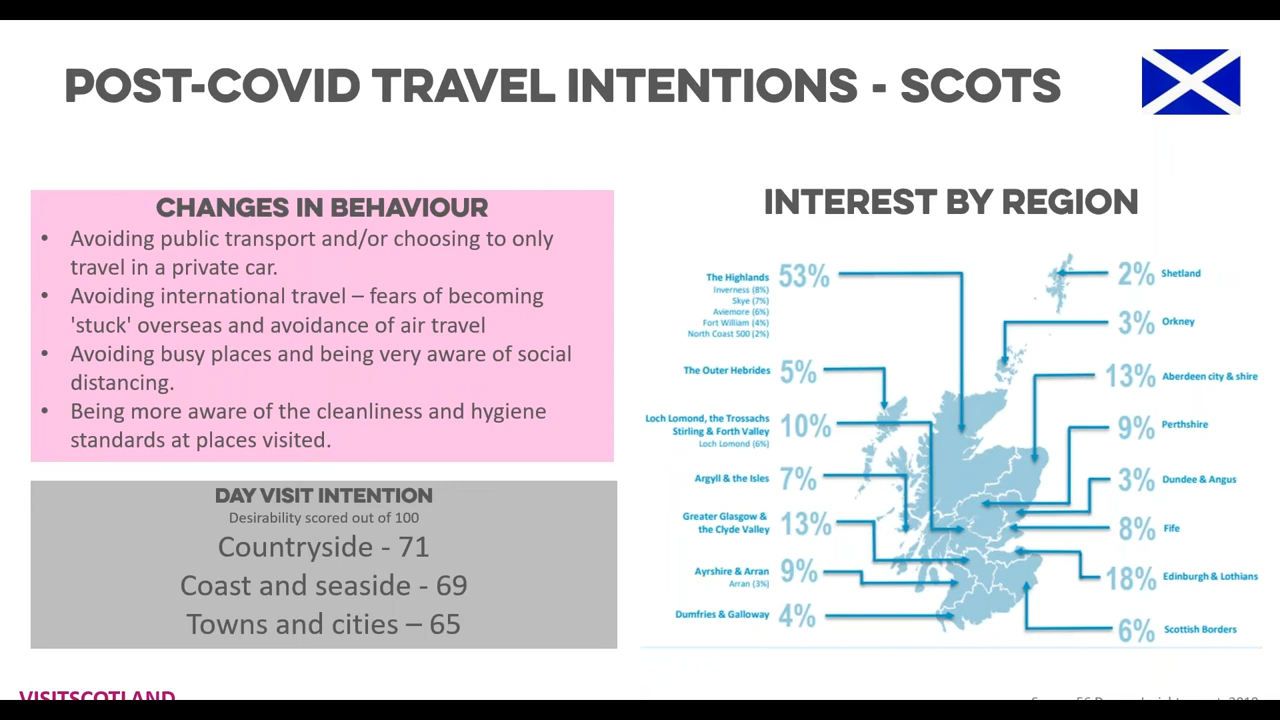 POST-COVID TRAVEL INTENTIONS - SCOTS
CHANGES IN BEHAVIOUR
• Avoiding public transport and/or choosing to only
travel in a private car.
• Avoiding international travel – fears of becoming
'stuck' overseas and avoidance of air travel
• Avoiding busy places and being very aware of social
distancing.
• Being more aware of the cleanliness and hygiene
standards at places visited.
DAY VISIT INTENTION
Desirability scored out of 100
Countryside - 71
Coast and seaside - 69
Towns and cities – 65
INTEREST BY REGION
The Highlands 53%
Inverness (8%)
Skye (7%)
Aviemore (6%)
Fort William (4%)
North Coast 500 (2%)
The Outer Hebrides 5%
Loch Lomond, the Trossachs
Stirling & Forth Valley 10%
Loch Lomond (6%)
Argyll & the Isles 7%
Greater Glasgow &
the Clyde Valley 13%
Ayrshire & Arran 9%
Arran (3%)
Dumfries & Galloway 4%
2% Shetland
3% Orkney
13% Aberdeen city & shire
9% Perthshire
3% Dundee & Angus
8% Fife
18% Edinburgh & Lothians
6% Scottish Borders
VISITSCOTLAND